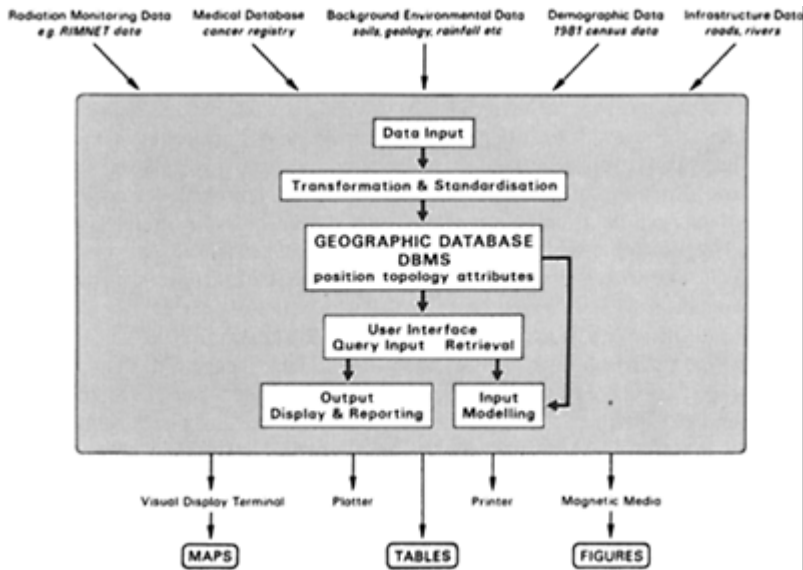 Radiation Monitoring Data
e.g. RIMNET data
Medical Database
cancer registry
Background Environmental Data
soils, geology, rainfall etc
Demographic Data
1981 census data
Infrastructure Data
roads, rivers
Data Input
Transformation & Standardisation
GEOGRAPHIC DATABASE
DBMS
position topology attributes
User Interface
Query Input Retrieval
Output
Display & Reporting
Input
Modelling
Visual Display Terminal
Plotter
Printer
Magnetic Media
MAPS
TABLES
FIGURES